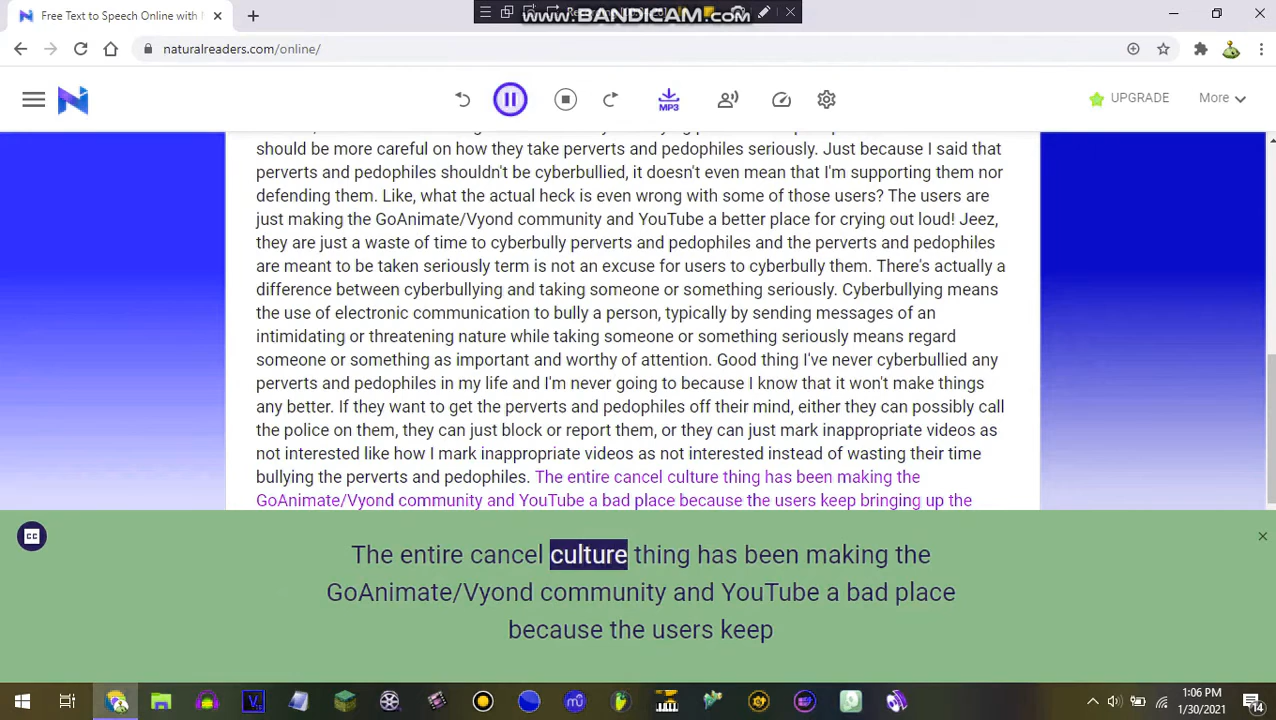 Free Text to Speech Online with
www.BANDICAM.com
naturalreaders.com/online/
MP3
UPGRADE
More
should be more careful on how they take perverts and pedophiles seriously. Just because I said that
perverts and pedophiles shouldn't be cyberbullied, it doesn't even mean that I'm supporting them nor
defending them. Like, what the actual heck is even wrong with some of those users? The users are
just making the GoAnimate/Vyond community and YouTube a better place for crying out loud! Jeez,
they are just a waste of time to cyberbully perverts and pedophiles and the perverts and pedophiles
are meant to be taken seriously term is not an excuse for users to cyberbully them. There's actually a
difference between cyberbullying and taking someone or something seriously. Cyberbullying means
the use of electronic communication to bully a person, typically by sending messages of an
intimidating or threatening nature while taking someone or something seriously means regard
someone or something as important and worthy of attention. Good thing I've never cyberbullied any
perverts and pedophiles in my life and I'm never going to because I know that it won't make things
any better. If they want to get the perverts and pedophiles off their mind, either they can possibly call
the police on them, they can just block or report them, or they can just mark inappropriate videos as
not interested like how I mark inappropriate videos as not interested instead of wasting their time
bullying the perverts and pedophiles. The entire cancel culture thing has been making the
GoAnimate/Vyond community and YouTube a bad place because the users keep bringing up the
CC
The entire cancel culture thing has been making the
GoAnimate/Vyond community and YouTube a bad place
because the users keep
1:06 PM
1/30/2021
14